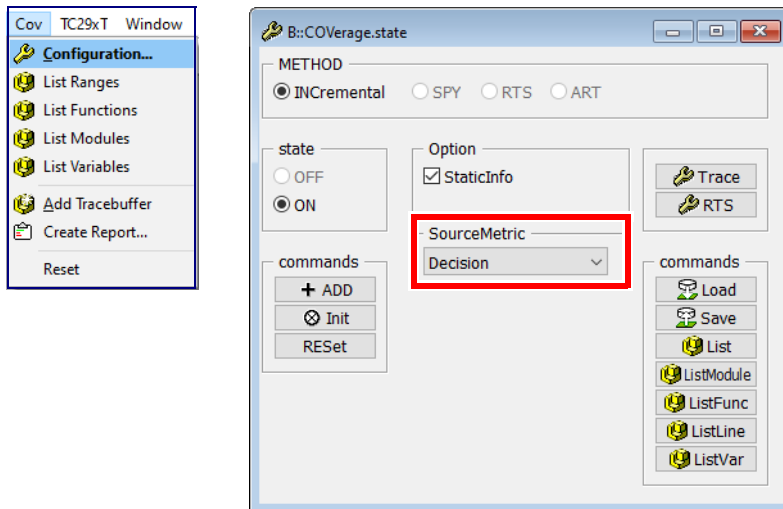 Cov TC29xT Window
Configuration...
List Ranges
List Functions
List Modules
List Variables
Add Tracebuffer
Create Report...
Reset
B::COVerage.state
METHOD
INCremental SPY RTS ART
state
OFF
ON
Option
StaticInfo
Trace
RTS
SourceMetric
Decision
commands
+ ADD
Init
RESet
commands
Load
Save
List
ListModule
ListFunc
ListLine
ListVar